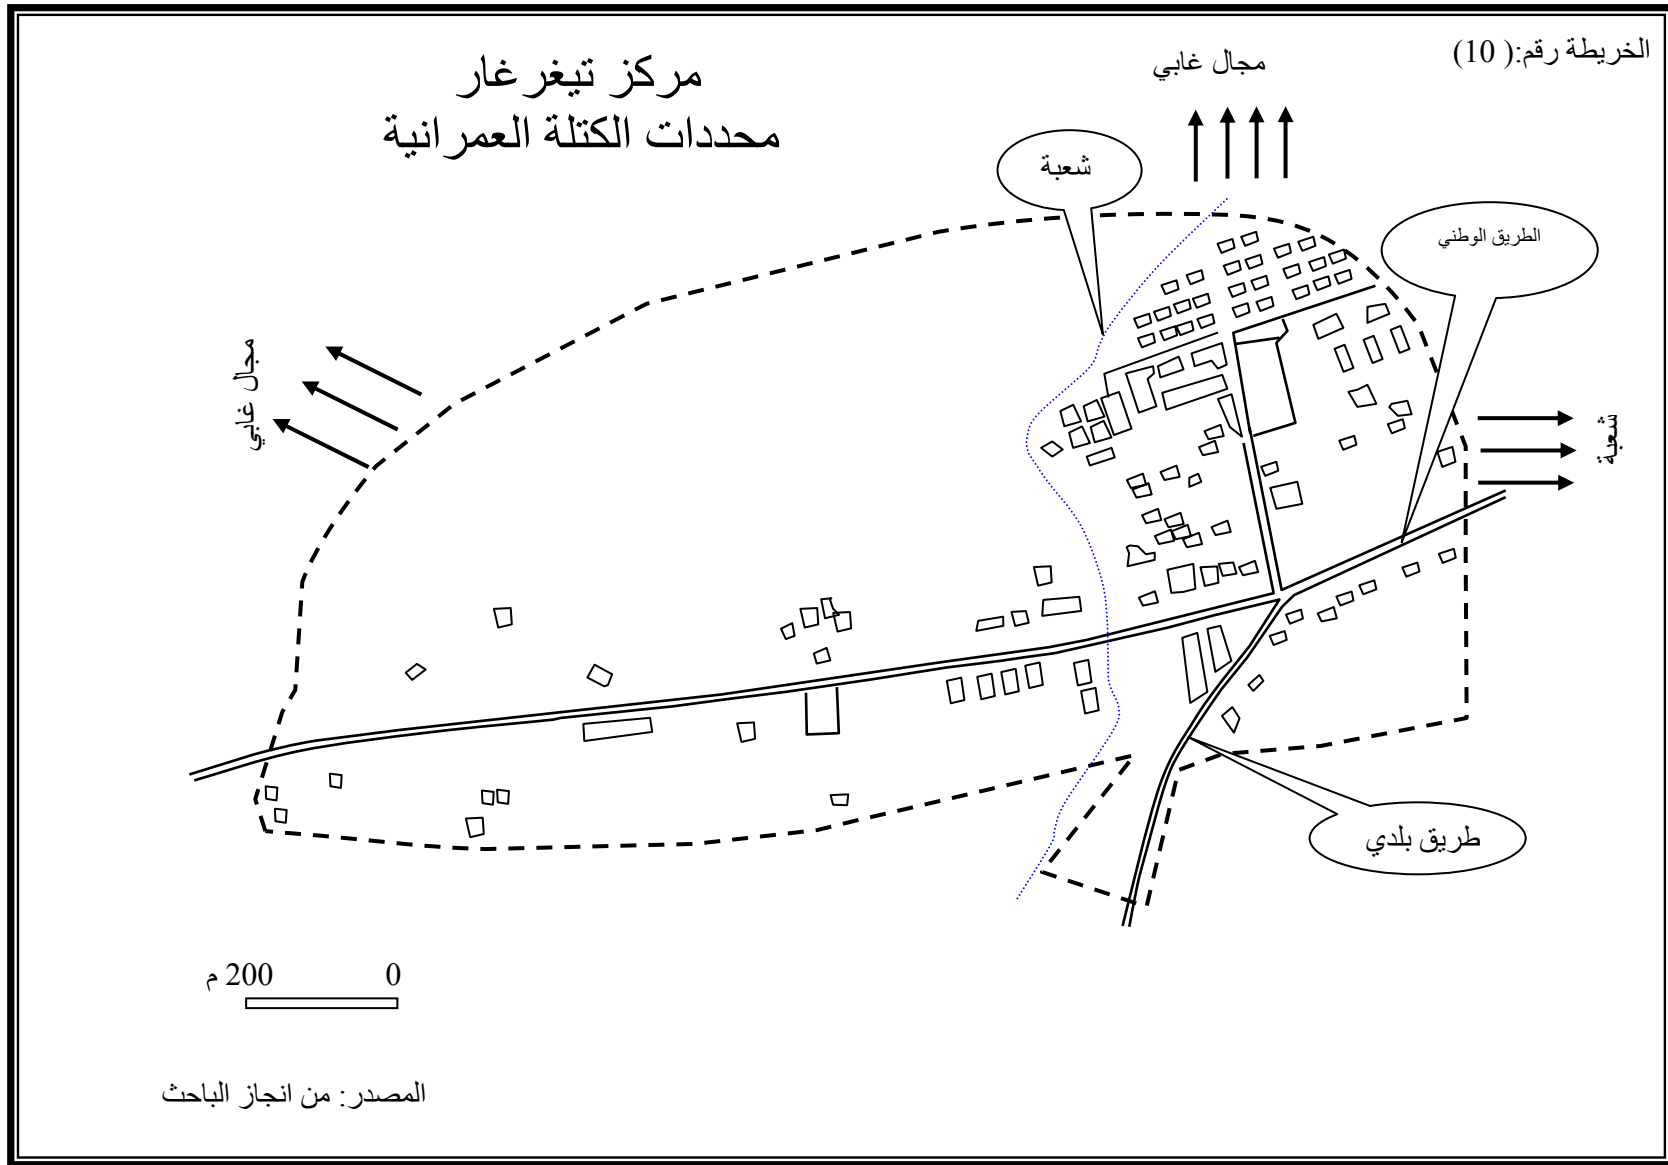 الخريطة رقم:( 10)
مركز تيغرغار
محددات الكتلة العمرانية
مجال غابي
شعبة
الطريق الوطني
مجال غابي
شعبة
طريق بلدي
0
200 م
المصدر: من انجاز الباحث